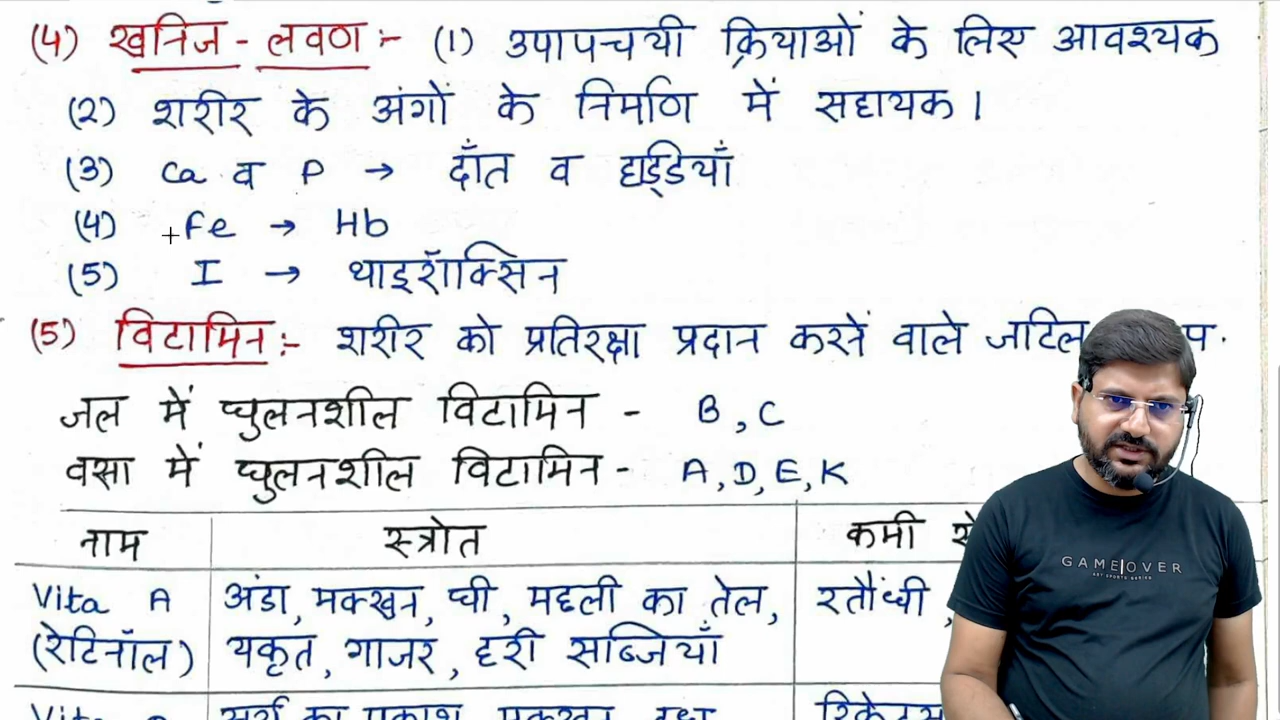 (4) खनिज - लवण :- (1) उपापचयी क्रियाओं के लिए आवश्यक
(2) शरीर के अंगों के निर्माण में सहायक।
(3) Ca व P → दाँत व हड्डियाँ
(4) Fe → Hb
(5) I → थाइरॉक्सिन
(5) विटामिन :- शरीर को प्रतिरक्षा प्रदान करने वाले जटिल
जल में घुलनशील विटामिन - B, C
वसा में घुलनशील विटामिन - A, D, E, K
नाम स्त्रोत कमी
Vita A अंडा, मक्खन, घी, मछली का तेल, रतौंधी,
(रेटिनॉल) यकृत, गाजर, हरी सब्जियाँ
GAME OVER